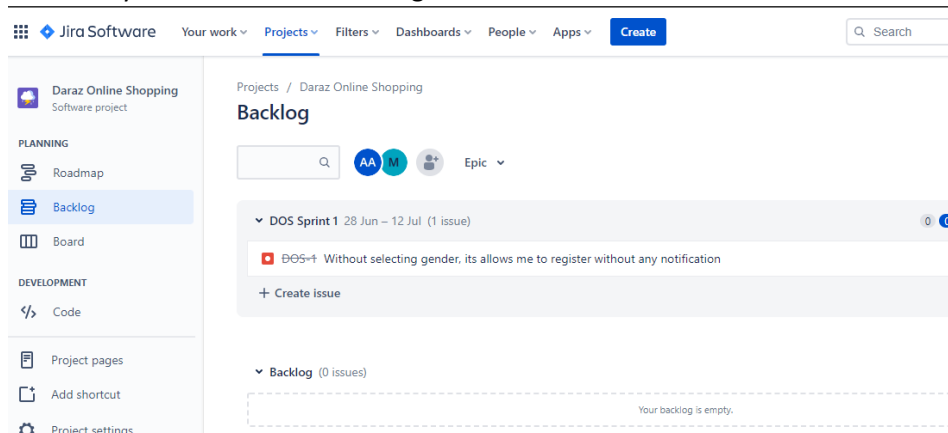 Jira Software Your work Projects Filters Dashboards People Apps Create Search
Daraz Online Shopping
Software project
PLANNING
Roadmap
Backlog
Board
DEVELOPMENT
Code
Project pages
Add shortcut
Project settings
Projects / Daraz Online Shopping
Backlog
AA M Epic
DOS Sprint 1 28 Jun – 12 Jul (1 issue) 0
DOS-1 Without selecting gender, its allows me to register without any notification
+ Create issue
Backlog (0 issues)
Your backlog is empty.